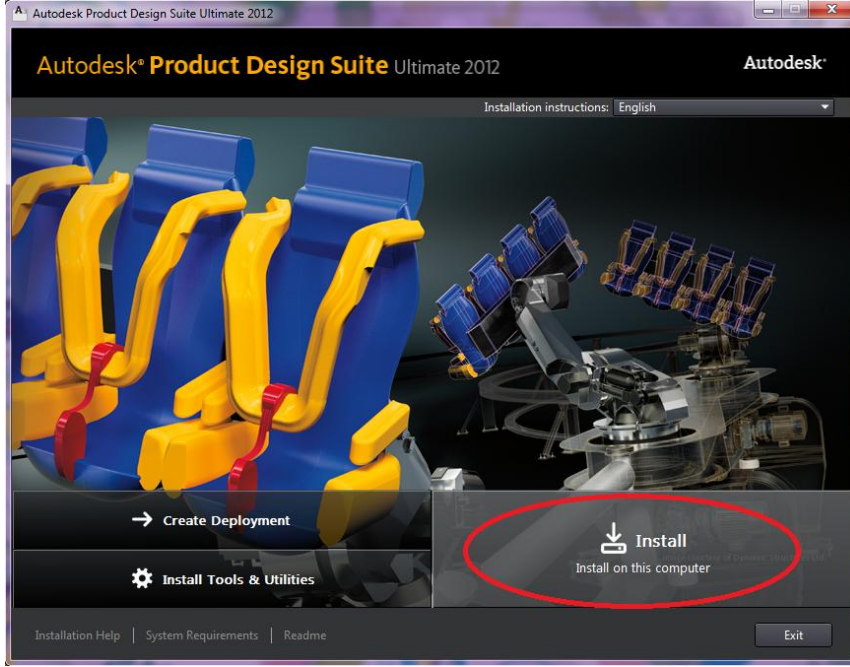 Autodesk Product Design Suite Ultimate 2012
Autodesk® Product Design Suite Ultimate 2012
Autodesk®
Installation instructions: English
Create Deployment
Install
Install on this computer
Install Tools & Utilities
Installation Help | System Requirements | Readme
Exit